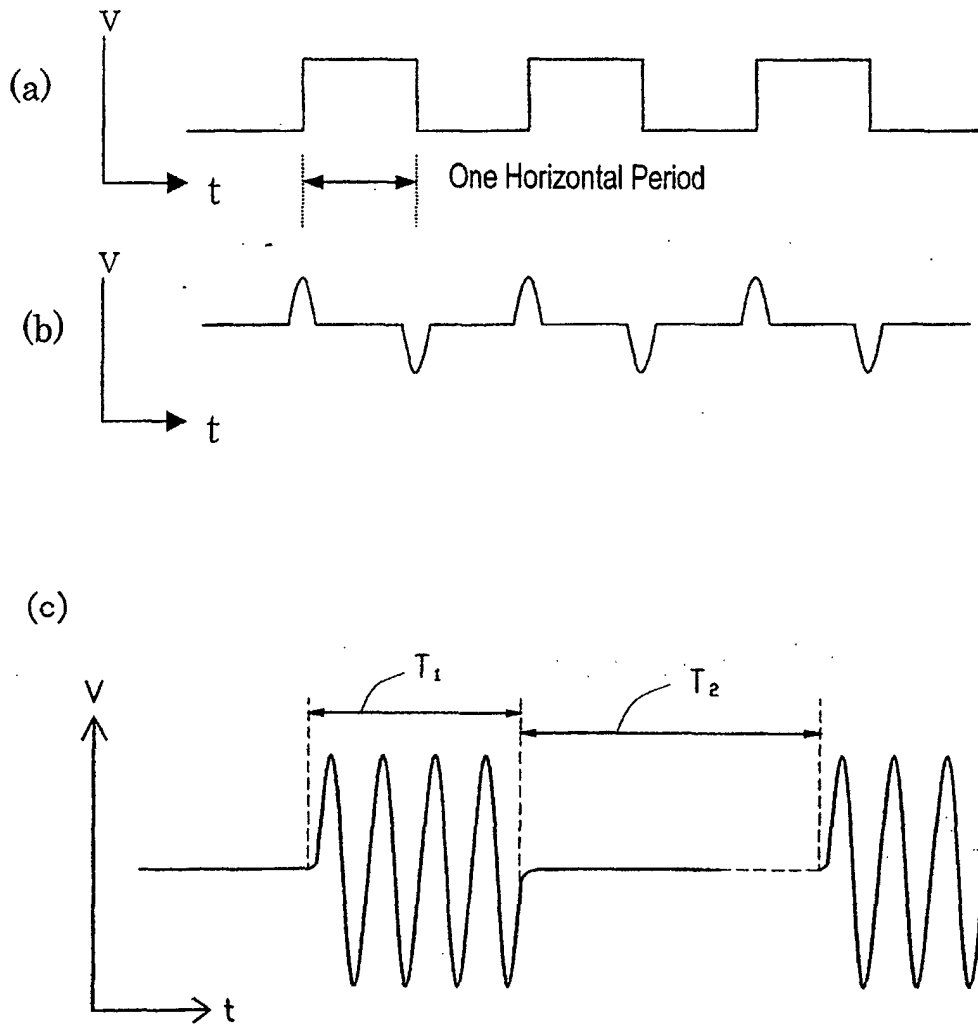 V
(a)
t
One Horizontal Period
V
(b)
t
(c)
T₁
T₂
V
t